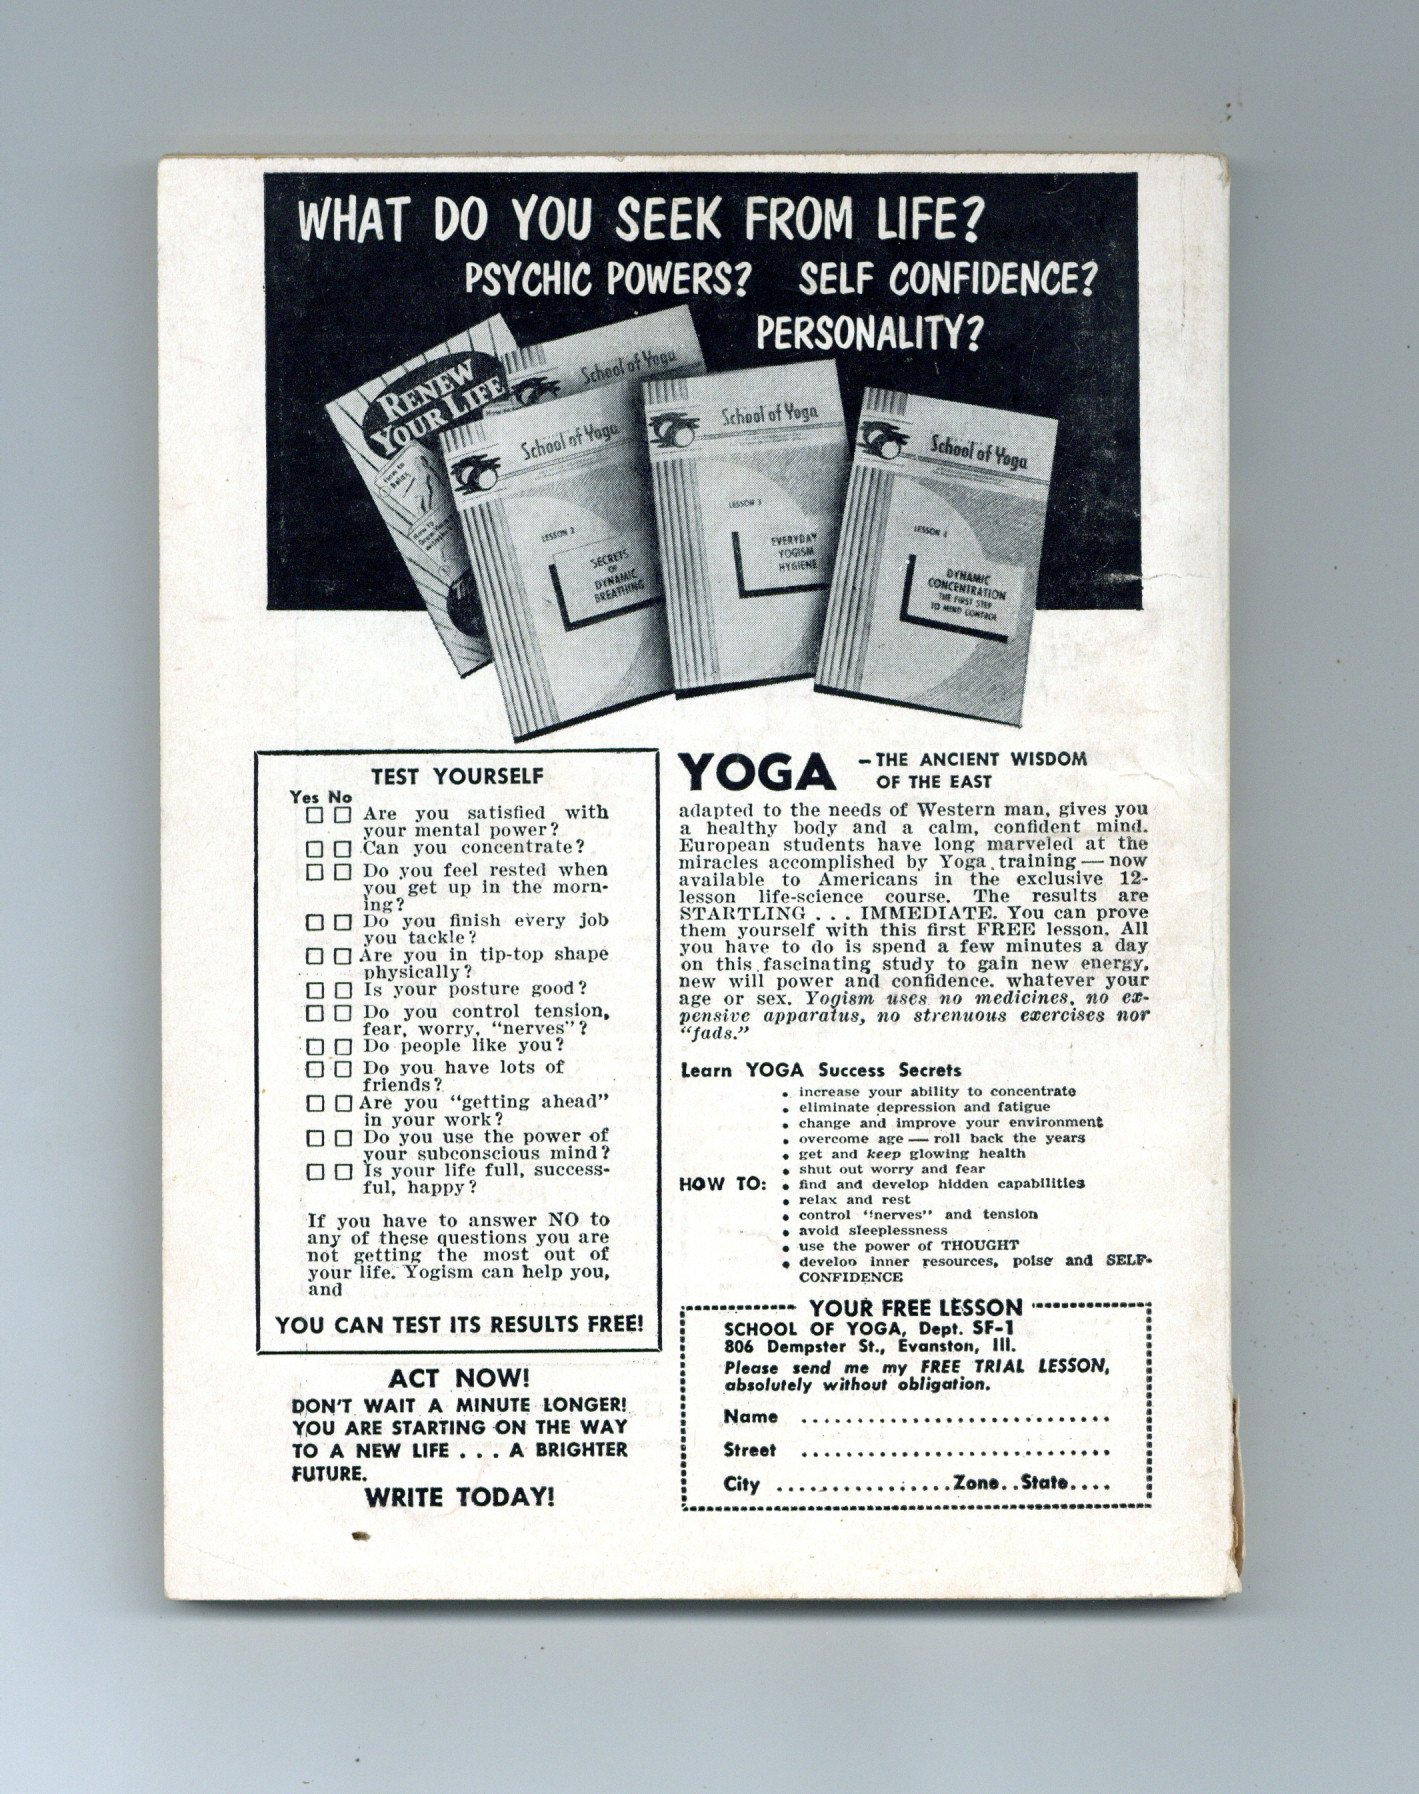 WHAT DO YOU SEEK FROM LIFE?
PSYCHIC POWERS? SELF CONFIDENCE?
PERSONALITY?
RENEW
YOUR LIFE
School of Yoga
School of Yoga
LESSON 2
SECRETS
OF
DYNAMIC
BREATHING
School of Yoga
LESSON 3
EVERYDAY
YOGISM
HYGIENE
School of Yoga
LESSON
DYNAMIC
CONCENTRATION
THE FIRST STEP
TO MIND CONTROL
TEST YOURSELF
Yes No
Are you satisfied with
your mental power?
Can you concentrate?
Do you feel rested when
you get up in the morn-
ing?
Do you finish every job
you tackle?
Are you in tip-top shape
physically?
Is your posture good?
Do you control tension,
fear, worry, "nerves"?
Do people like you?
Do you have lots of
friends?
Are you "getting ahead"
in your work?
Do you use the power of
your subconscious mind?
Is your life full, success-
ful, happy?
If you have to answer NO to
any of these questions you are
not getting the most out of
your life. Yogism can help you,
and
YOU CAN TEST ITS RESULTS FREE!
ACT NOW!
DON'T WAIT A MINUTE LONGER!
YOU ARE STARTING ON THE WAY
TO A NEW LIFE . . . A BRIGHTER
FUTURE.
WRITE TODAY!
YOGA – THE ANCIENT WISDOM
OF THE EAST
adapted to the needs of Western man, gives you
a healthy body and a calm, confident mind.
European students have long marveled at the
miracles accomplished by Yoga training — now
available to Americans in the exclusive 12-
lesson life-science course. The results are
STARTLING . . . IMMEDIATE. You can prove
them yourself with this first FREE lesson. All
you have to do is spend a few minutes a day
on this fascinating study to gain new energy,
new will power and confidence. whatever your
age or sex. Yogism uses no medicines, no ex-
pensive apparatus, no strenuous exercises nor
"fads."
Learn YOGA Success Secrets
• increase your ability to concentrate
• eliminate depression and fatigue
• change and improve your environment
• overcome age — roll back the years
• get and keep glowing health
• shut out worry and fear
HOW TO: • find and develop hidden capabilities
• relax and rest
• control "nerves" and tension
• avoid sleeplessness
• use the power of THOUGHT
• develop inner resources, poise and SELF-
CONFIDENCE
YOUR FREE LESSON
SCHOOL OF YOGA, Dept. SF-1
806 Dempster St., Evanston, Ill.
Please send me my FREE TRIAL LESSON,
absolutely without obligation.
Name ............................
Street ............................
City ................Zone..State....